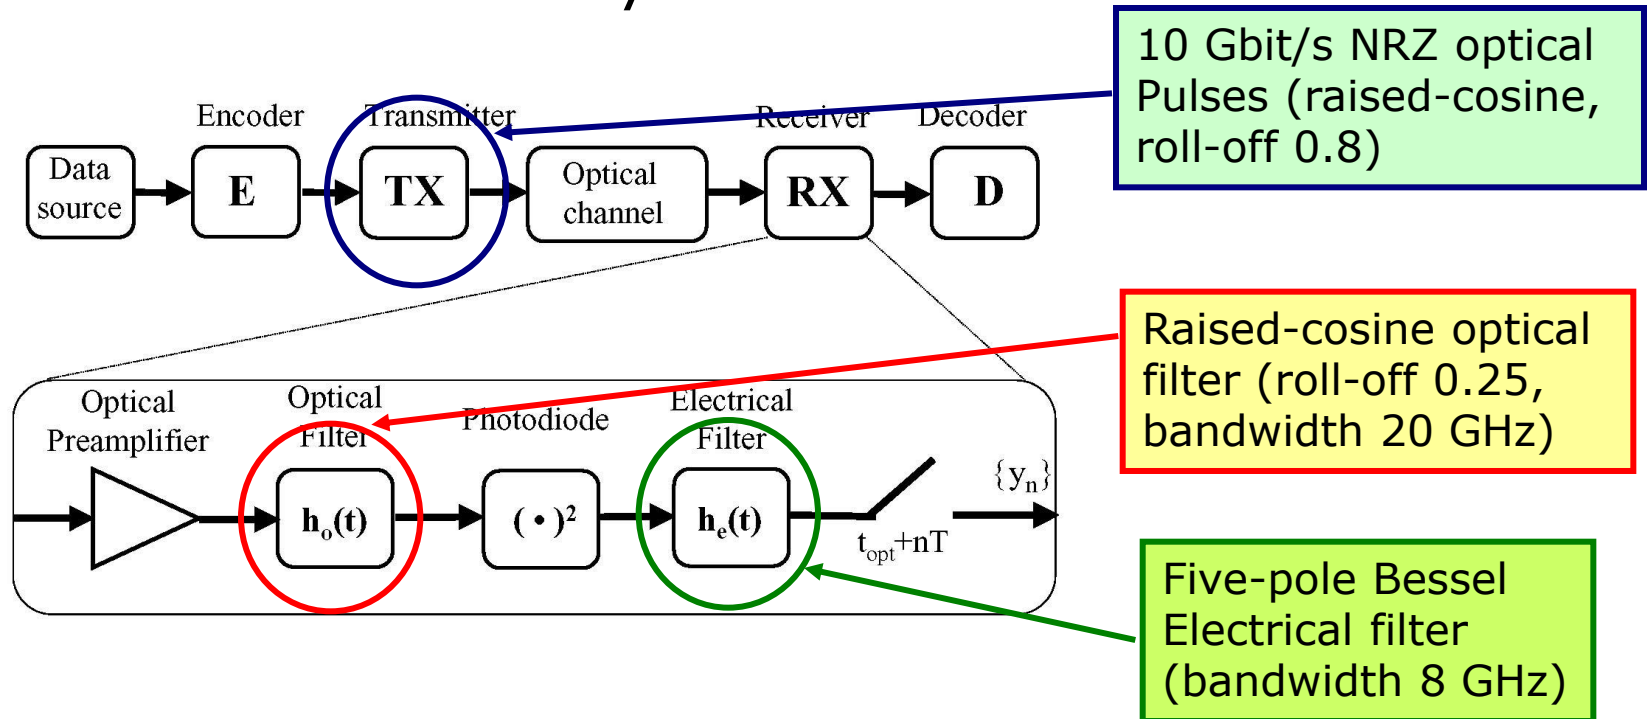 10 Gbit/s NRZ optical
Pulses (raised-cosine,
roll-off 0.8)
Encoder
Transmitter
Receiver
Decoder
Data
source
E
TX
Optical
channel
RX
D
Raised-cosine optical
filter (roll-off 0.25,
bandwidth 20 GHz)
Optical
Preamplifier
Optical
Filter
Photodiode
Electrical
Filter
hₒ(t)
(•)²
hₑ(t)
t_opt+nT
{yₙ}
Five-pole Bessel
Electrical filter
(bandwidth 8 GHz)